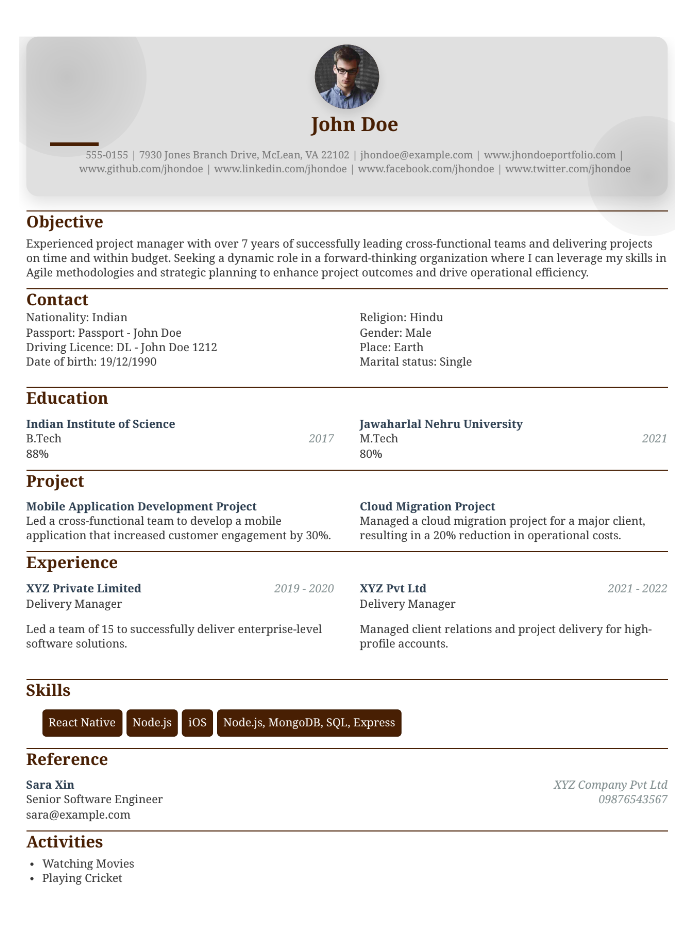 John Doe
555-0155 | 7930 Jones Branch Drive, McLean, VA 22102 | jhondoe@example.com | www.jhondoeportfolio.com |
www.github.com/jhondoe | www.linkedin.com/jhondoe | www.facebook.com/jhondoe | www.twitter.com/jhondoe
Objective
Experienced project manager with over 7 years of successfully leading cross-functional teams and delivering projects
on time and within budget. Seeking a dynamic role in a forward-thinking organization where I can leverage my skills in
Agile methodologies and strategic planning to enhance project outcomes and drive operational efficiency.
Contact
Nationality: Indian
Passport: Passport - John Doe
Driving Licence: DL - John Doe 1212
Date of birth: 19/12/1990
Religion: Hindu
Gender: Male
Place: Earth
Marital status: Single
Education
Indian Institute of Science
B.Tech 2017
88%
Jawaharlal Nehru University
M.Tech 2021
80%
Project
Mobile Application Development Project
Led a cross-functional team to develop a mobile
application that increased customer engagement by 30%.
Cloud Migration Project
Managed a cloud migration project for a major client,
resulting in a 20% reduction in operational costs.
Experience
XYZ Private Limited 2019 - 2020
Delivery Manager
Led a team of 15 to successfully deliver enterprise-level
software solutions.
XYZ Pvt Ltd 2021 - 2022
Delivery Manager
Managed client relations and project delivery for high-
profile accounts.
Skills
React Native Node.js iOS Node.js, MongoDB, SQL, Express
Reference
Sara Xin XYZ Company Pvt Ltd
Senior Software Engineer 09876543567
sara@example.com
Activities
• Watching Movies
• Playing Cricket